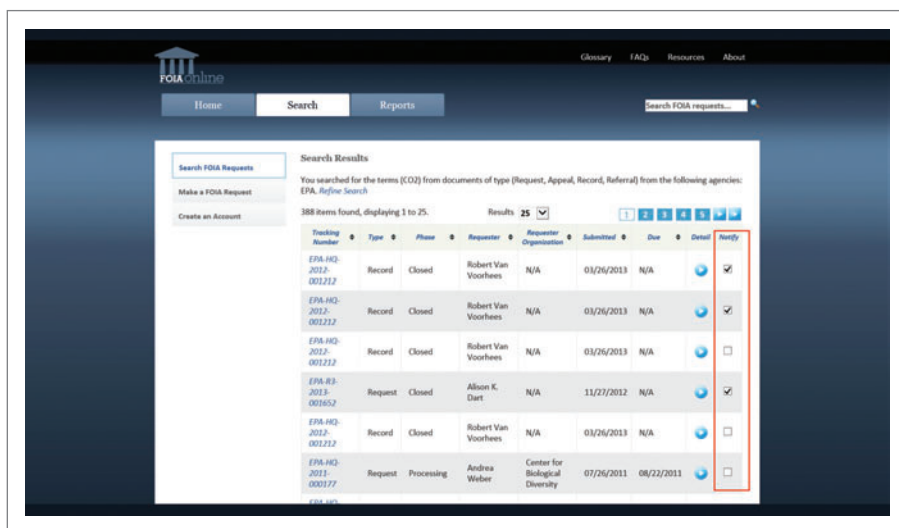 Glossary FAQs Resources About
FOIA online
Home Search Reports Search FOIA requests...
Search FOIA Requests
Make a FOIA Request
Create an Account
Search Results
You searched for the terms (CO2) from documents of type (Request, Appeal, Record, Referral) from the following agencies:
EPA. Refine Search
388 items found, displaying 1 to 25. Results 25 1 2 3 4 5
Tracking Number Type Phase Requester Requester Organization Submitted Due Detail Notify
EPA-HQ-
2012-
001212
Record Closed Robert Van
Voorhees
N/A 03/26/2013 N/A
EPA-HQ-
2012-
001212
Record Closed Robert Van
Voorhees
N/A 03/26/2013 N/A
EPA-HQ-
2012-
001212
Record Closed Robert Van
Voorhees
N/A 03/26/2013 N/A
EPA-R3-
2013-
001652
Request Closed Alison K.
Dart
N/A 11/27/2012 N/A
EPA-HQ-
2012-
001212
Record Closed Robert Van
Voorhees
N/A 03/26/2013 N/A
EPA-HQ-
2011-
000177
Request Processing Andrea
Weber
Center for
Biological
Diversity
07/26/2011 08/22/2011